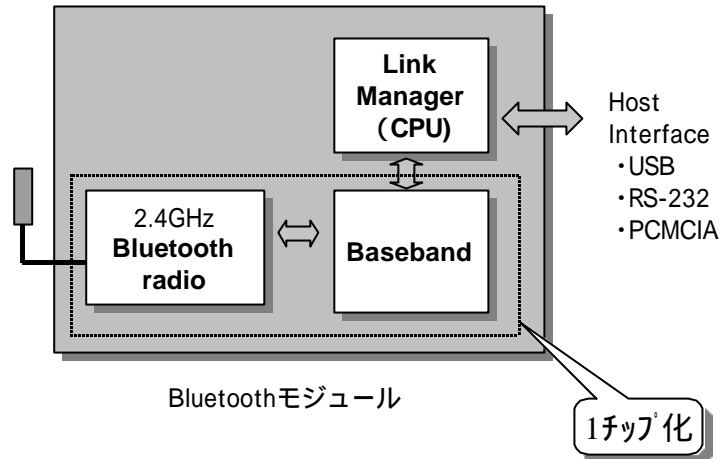 Link
Manager
(CPU)
Host
Interface
・USB
・RS-232
・PCMCIA
2.4GHz
Bluetooth
radio
Baseband
Bluetoothモジュール
1チップ化